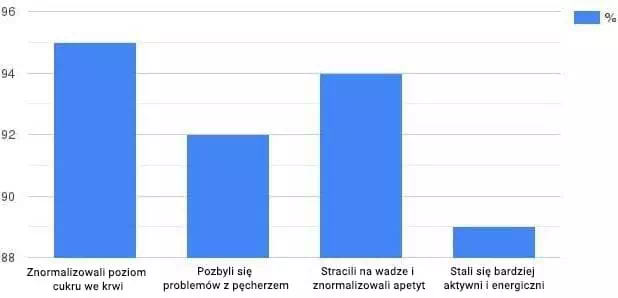 96
%
94
92
90
88
Znormalizowali poziom
cukru we krwi
Pozbyli się
problemów z pęcherzem
Stracili na wadze i
znormalizowali apetyt
Stali się bardziej
aktywni i energiczni